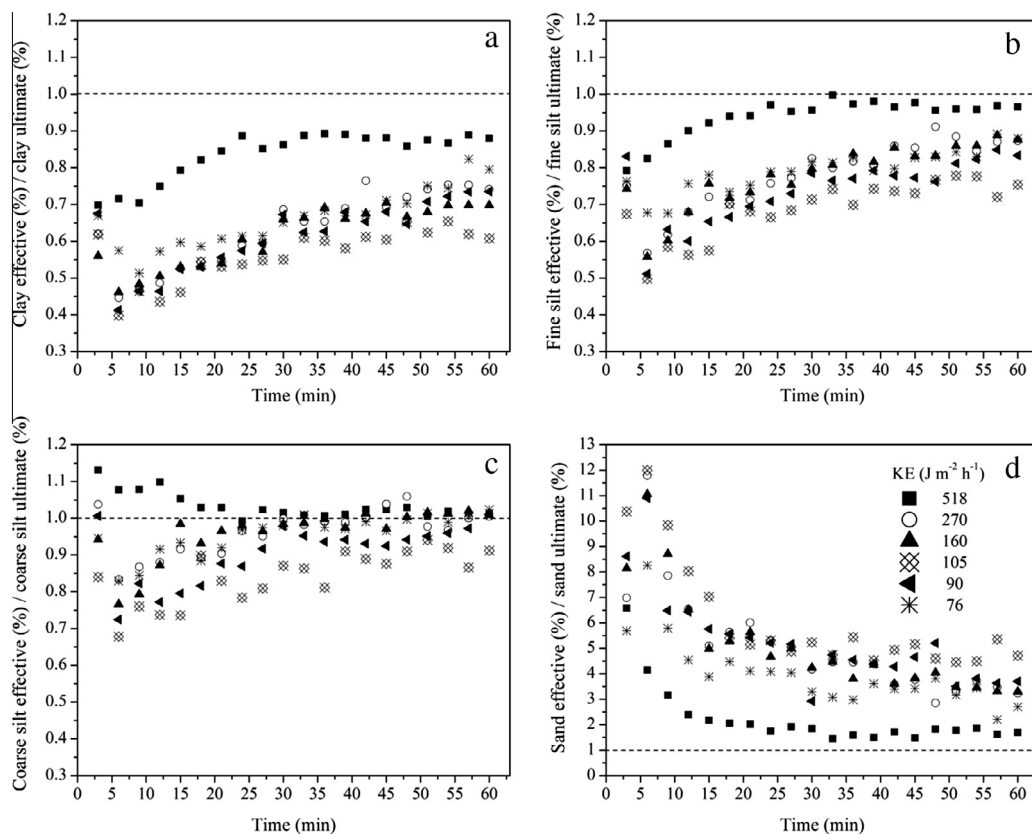 a
Clay effective (%) / clay ultimate (%)
1.2
1.1
1.0
0.9
0.8
0.7
0.6
0.5
0.4
0.3
0 5 10 15 20 25 30 35 40 45 50 55 60
Time (min)
b
Fine silt effective (%) / fine silt ultimate (%)
1.2
1.1
1.0
0.9
0.8
0.7
0.6
0.5
0.4
0.3
0 5 10 15 20 25 30 35 40 45 50 55 60
Time (min)
c
Coarse silt effective (%) / coarse silt ultimate (%)
1.2
1.1
1.0
0.9
0.8
0.7
0.6
0.5
0.4
0.3
0 5 10 15 20 25 30 35 40 45 50 55 60
Time (min)
d
Sand effective (%) / sand ultimate (%)
13
12
11
10
9
8
7
6
5
4
3
2
1
0
KE (J m⁻² h⁻¹)
518
270
160
105
90
76
0 5 10 15 20 25 30 35 40 45 50 55 60
Time (min)